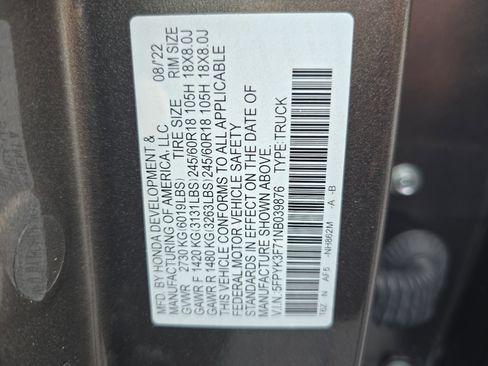 MFD. BY HONDA DEVELOPMENT & 08/22
MANUFACTURING OF AMERICA, LLC.
TIRE SIZE RIM SIZE
GVWR 2730 KG(6019LBS)
GAWR F 1420 KG(3131LBS) 245/60R18 105H 18X8.0J
GAWR R 1480 KG(3263LBS) 245/60R18 105H 18X8.0J
THIS VEHICLE CONFORMS TO ALL APPLICABLE
FEDERAL MOTOR VEHICLE SAFETY
STANDARDS IN EFFECT ON THE DATE OF
MANUFACTURE SHOWN ABOVE.
V.I.N. 5FPYK3F71NB039876 TYPE:TRUCK
T6Z N AF5 -NH862M -A -B